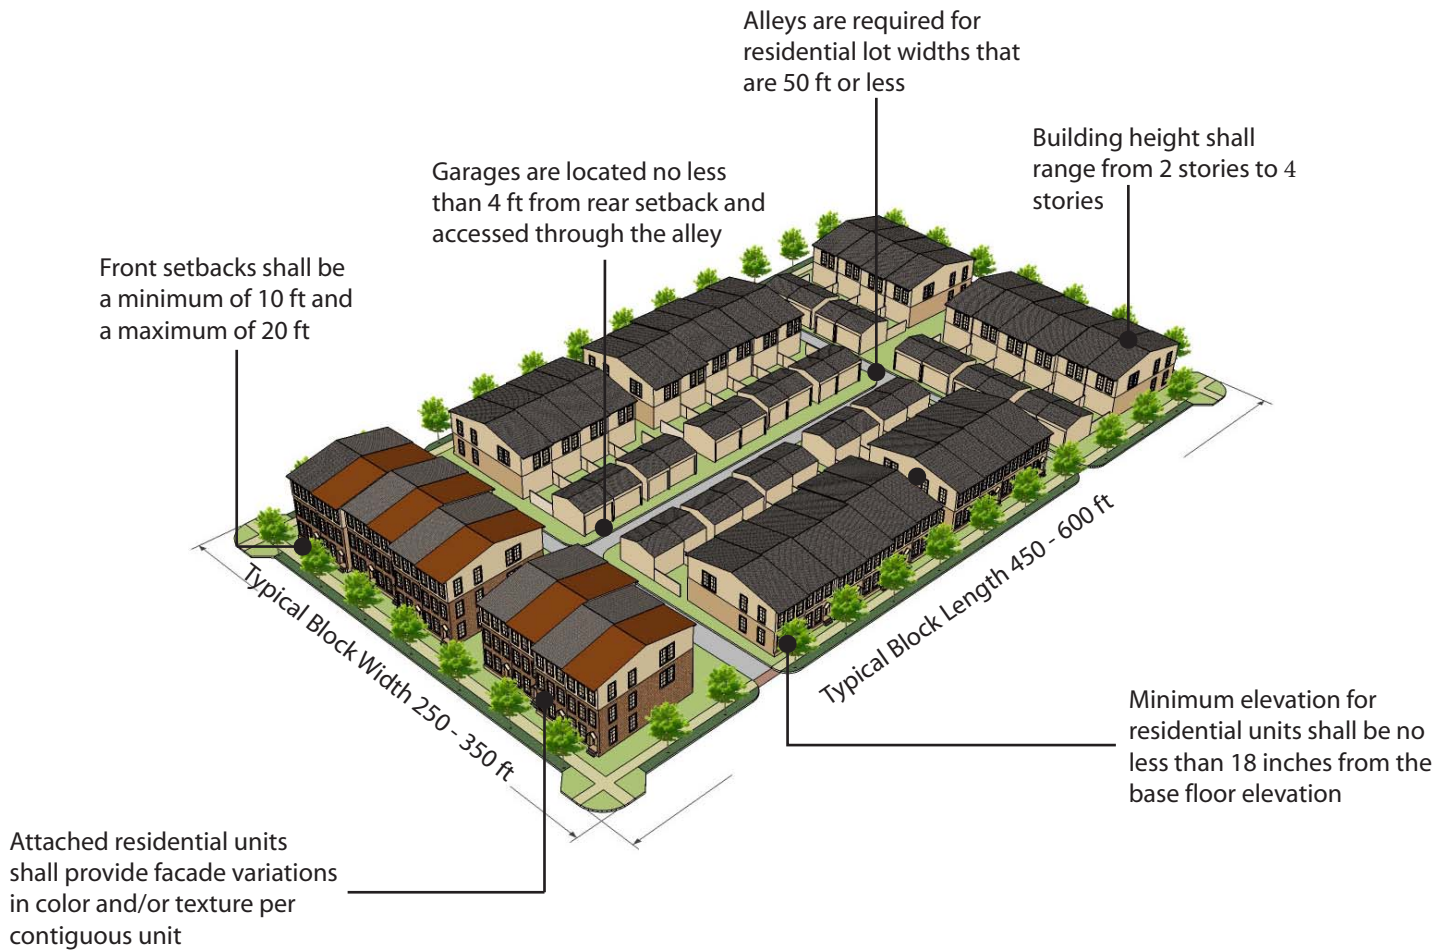 Alleys are required for
residential lot widths that
are 50 ft or less
Building height shall
range from 2 stories to 4
stories
Garages are located no less
than 4 ft from rear setback and
accessed through the alley
Front setbacks shall be
a minimum of 10 ft and
a maximum of 20 ft
Typical Block Width 250 - 350 ft
Typical Block Length 450 - 600 ft
Minimum elevation for
residential units shall be no
less than 18 inches from the
base floor elevation
Attached residential units
shall provide facade variations
in color and/or texture per
contiguous unit